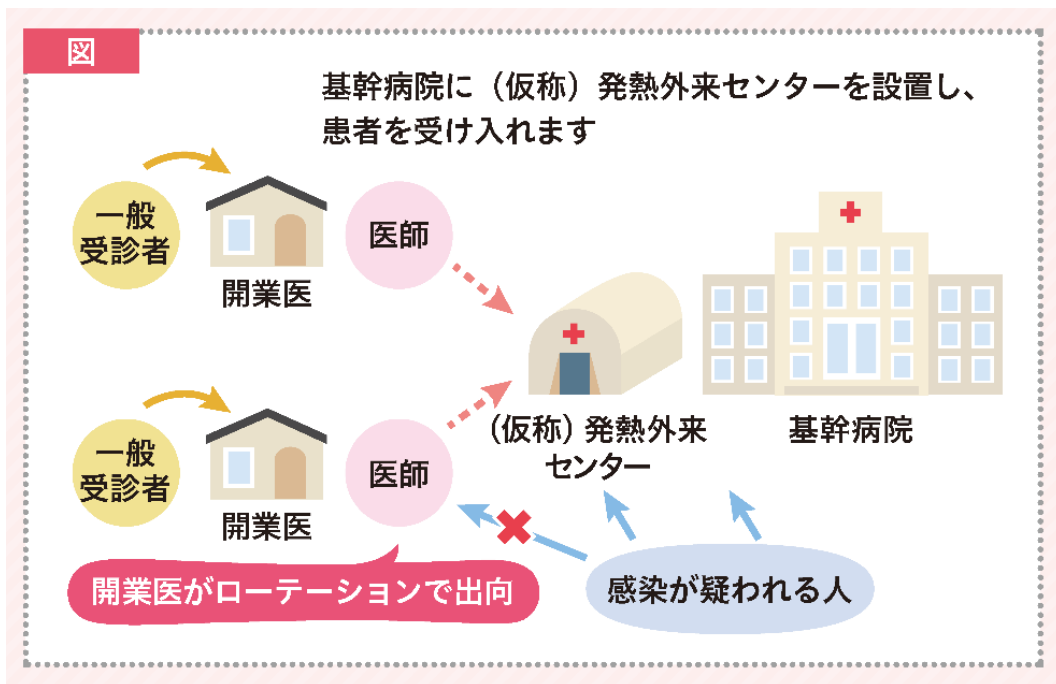 図
基幹病院に（仮称）発熱外来センターを設置し、
患者を受け入れます
一般
受診者
開業医
医師
一般
受診者
開業医
医師
（仮称）発熱外来
センター
基幹病院
開業医がローテーションで出向
感染が疑われる人